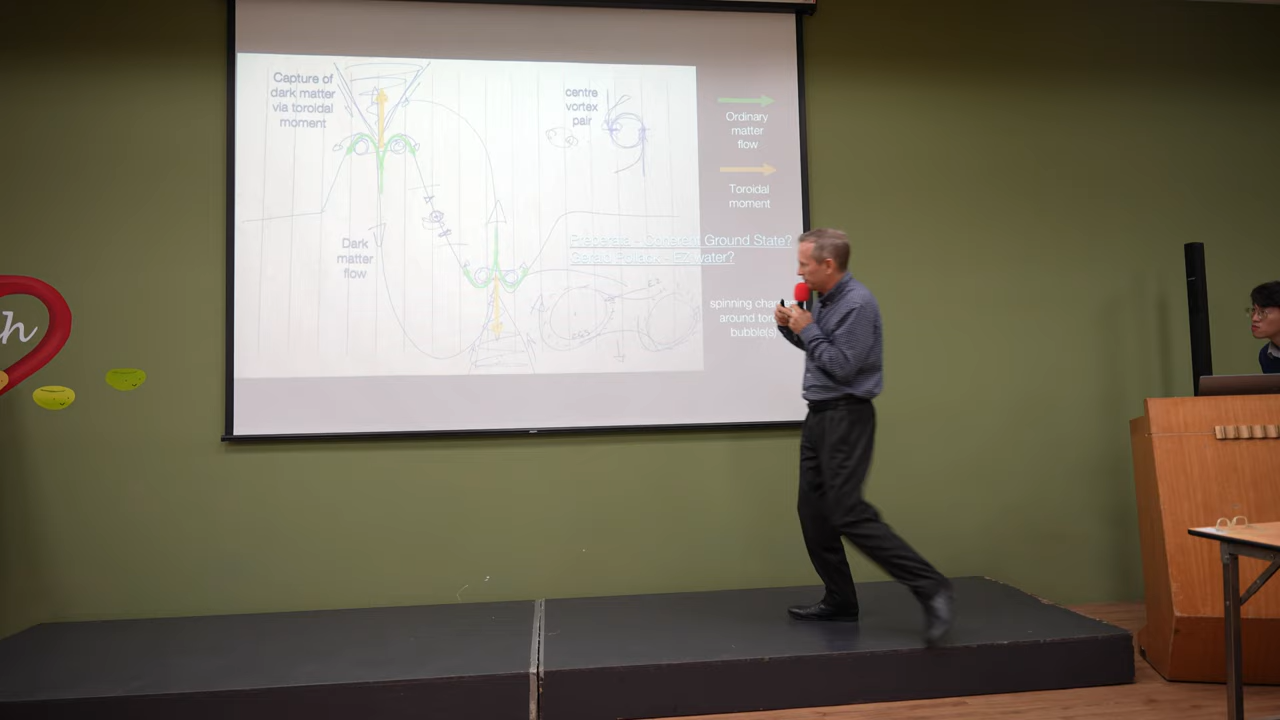 Capture of
dark matter
via toroidal
moment
centre
vortex
pair
Ordinary
matter
flow
Toroidal
moment
Dark
matter
flow
Preperata - Coherent Ground State?
Gerald Pollack - EZ water?
spinning
around
bubble(s)
h